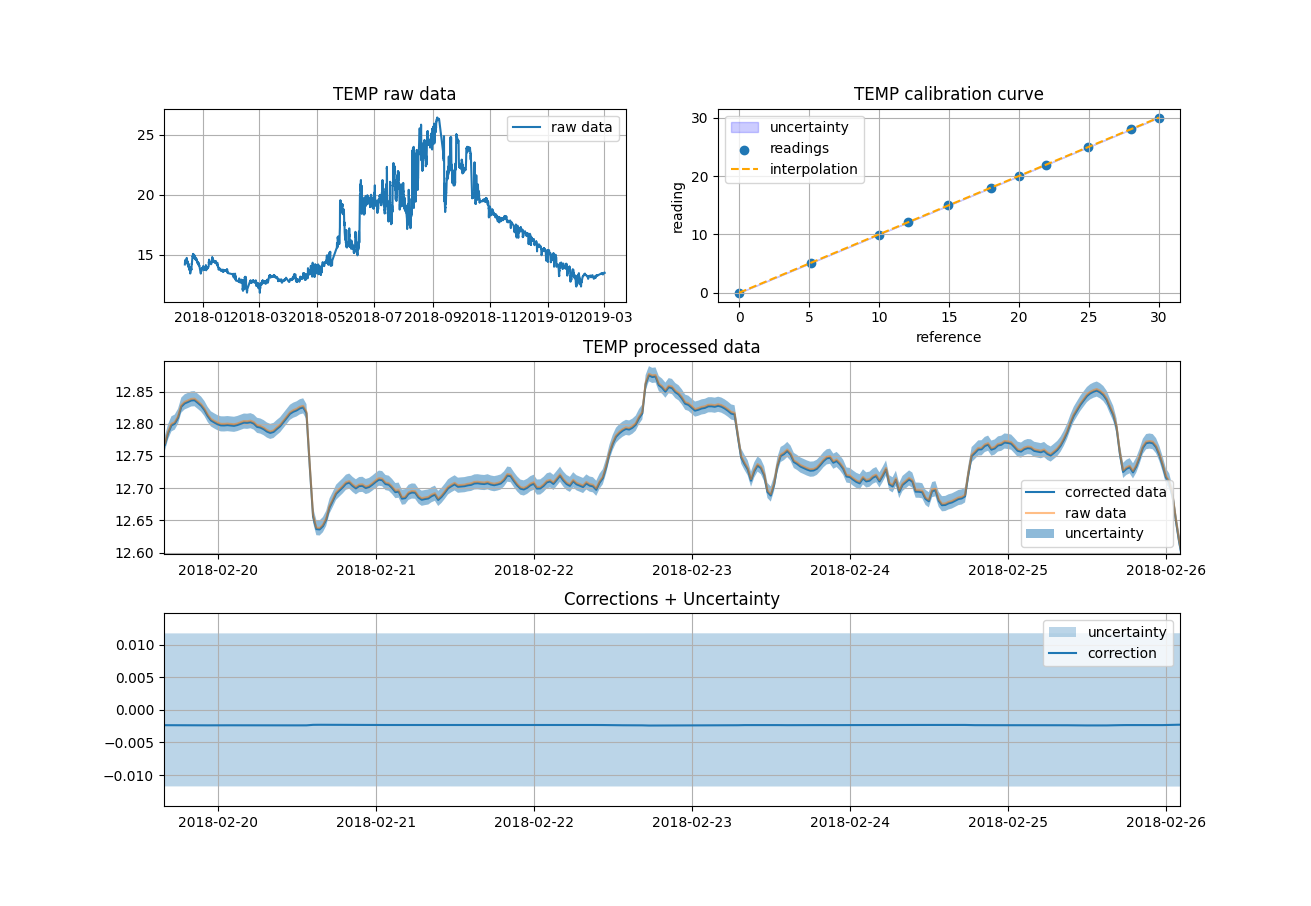 TEMP raw data
25
20
15
raw data
2018-01 2018-03 2018-05 2018-07 2018-09 2018-11 2019-01 2019-03
TEMP calibration curve
reading
30
20
10
0
uncertainty
readings
interpolation
0 5 10 15 20 25 30
reference
TEMP processed data
12.85
12.80
12.75
12.70
12.65
12.60
corrected data
raw data
uncertainty
2018-02-20 2018-02-21 2018-02-22 2018-02-23 2018-02-24 2018-02-25 2018-02-26
Corrections + Uncertainty
0.010
0.005
0.000
−0.005
−0.010
uncertainty
correction
2018-02-20 2018-02-21 2018-02-22 2018-02-23 2018-02-24 2018-02-25 2018-02-26